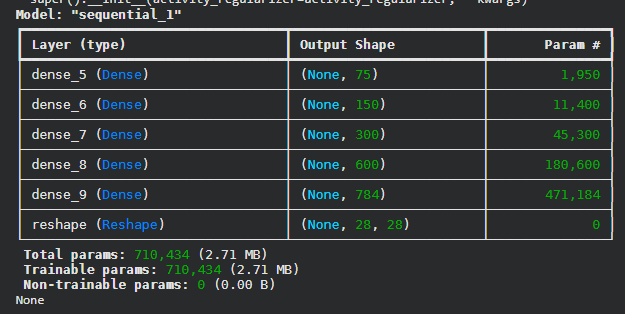 super().__init__(activity_regularizer=activity_regularizer, **kwargs)
Model: "sequential_1"
Layer (type) Output Shape Param #
dense_5 (Dense) (None, 75) 1,950
dense_6 (Dense) (None, 150) 11,400
dense_7 (Dense) (None, 300) 45,300
dense_8 (Dense) (None, 600) 180,600
dense_9 (Dense) (None, 784) 471,184
reshape (Reshape) (None, 28, 28) 0
Total params: 710,434 (2.71 MB)
Trainable params: 710,434 (2.71 MB)
Non-trainable params: 0 (0.00 B)
None